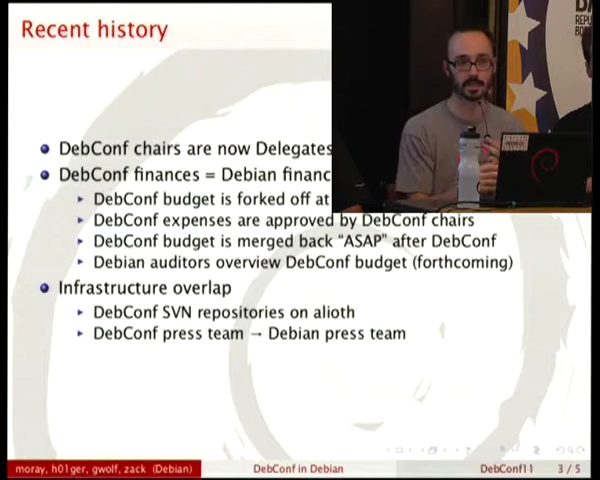 Recent history
DebConf chairs are now Delegates
DebConf finances = Debian financ
DebConf budget is forked off at
DebConf expenses are approved by DebConf chairs
DebConf budget is merged back "ASAP" after DebConf
Debian auditors overview DebConf budget (forthcoming)
Infrastructure overlap
DebConf SVN repositories on alioth
DebConf press team → Debian press team
moray, h01ger, gwolf, zack (Debian)
DebConf in Debian
DebConf11
3 / 5
REPU